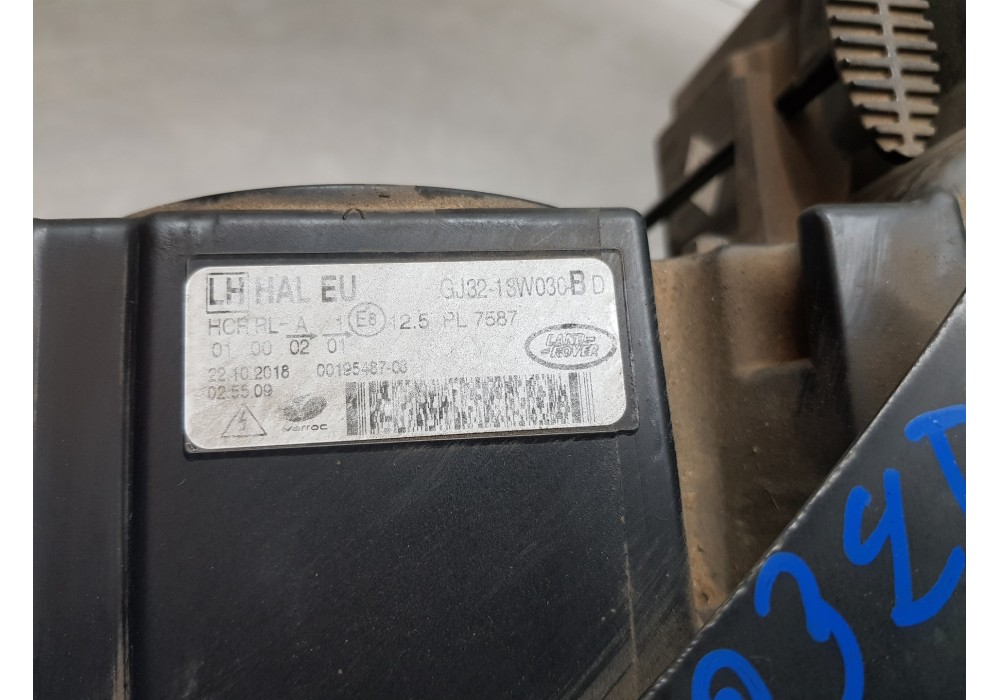 LH HAL EU GJ32-13W030-B D
HCR RL- A 1 E8 12.5 PL 7587
01 00 02 01
LAND-
-ROVER
22.10.2018 00195487-03
02:55:09
varroc
032